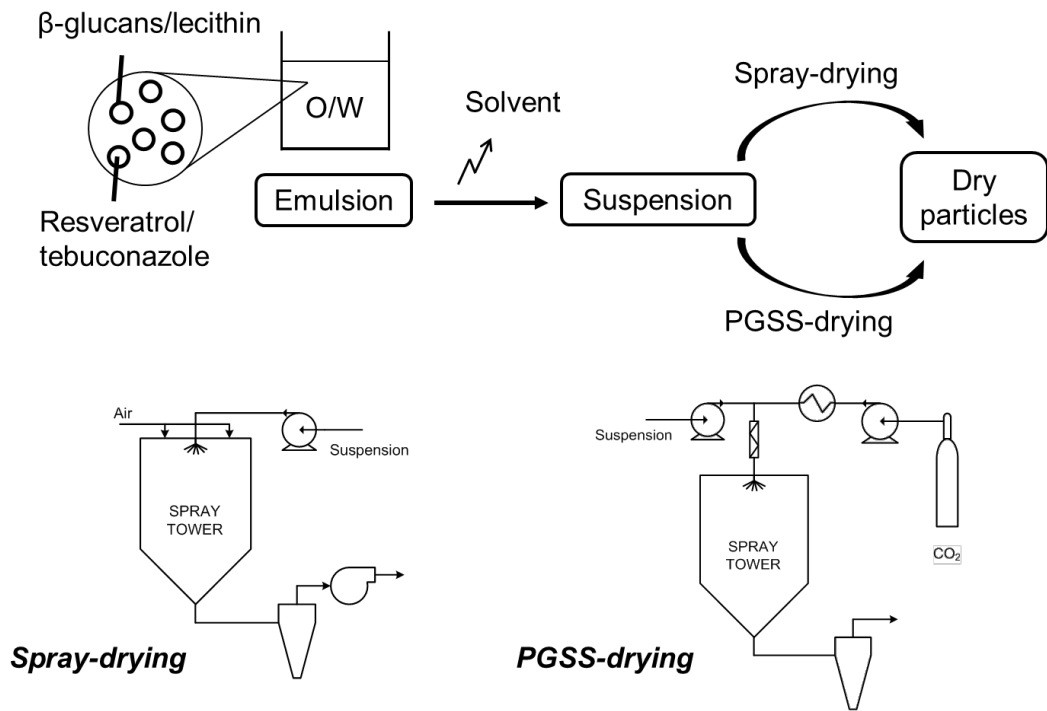 β-glucans/lecithin
O/W
Resveratrol/
tebuconazole
Emulsion
Solvent
Suspension
Spray-drying
PGSS-drying
Dry
particles
Air
Suspension
SPRAY
TOWER
Spray-drying
Suspension
SPRAY
TOWER
CO₂
PGSS-drying